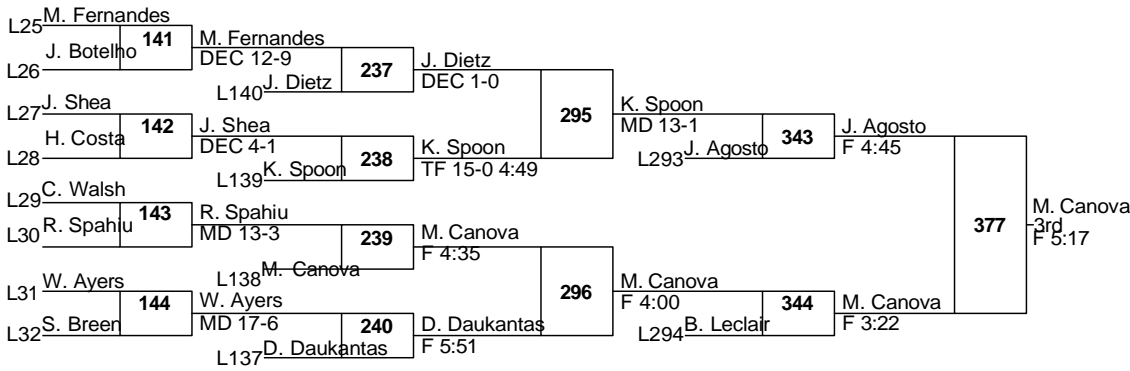 M. Fernandes
L25
141
M. Fernandes
J. Botelho
DEC 12-9
J. Dietz
L26
237
J. Dietz
DEC 1-0
L140
J. Shea
L27
295
K. Spoon
MD 13-1
142
J. Shea
J. Agosto
H. Costa
343
DEC 4-1
K. Spoon
J. Agosto
F 4:45
L28
238
L293
K. Spoon
TF 15-0 4:49
L139
C. Walsh
L29
143
R. Spahiu
M. Canova
R. Spahiu
377
3rd
L30
MD 13-3
239
M. Canova
F 5:17
F 4:35
M. Canova
L138
W. Ayers
L31
296
M. Canova
144
W. Ayers
F 4:00
344
M. Canova
S. Breen
MD 17-6
240
D. Daukantas
B. Leclair
F 3:22
L32
L294
D. Daukantas
F 5:51
L137